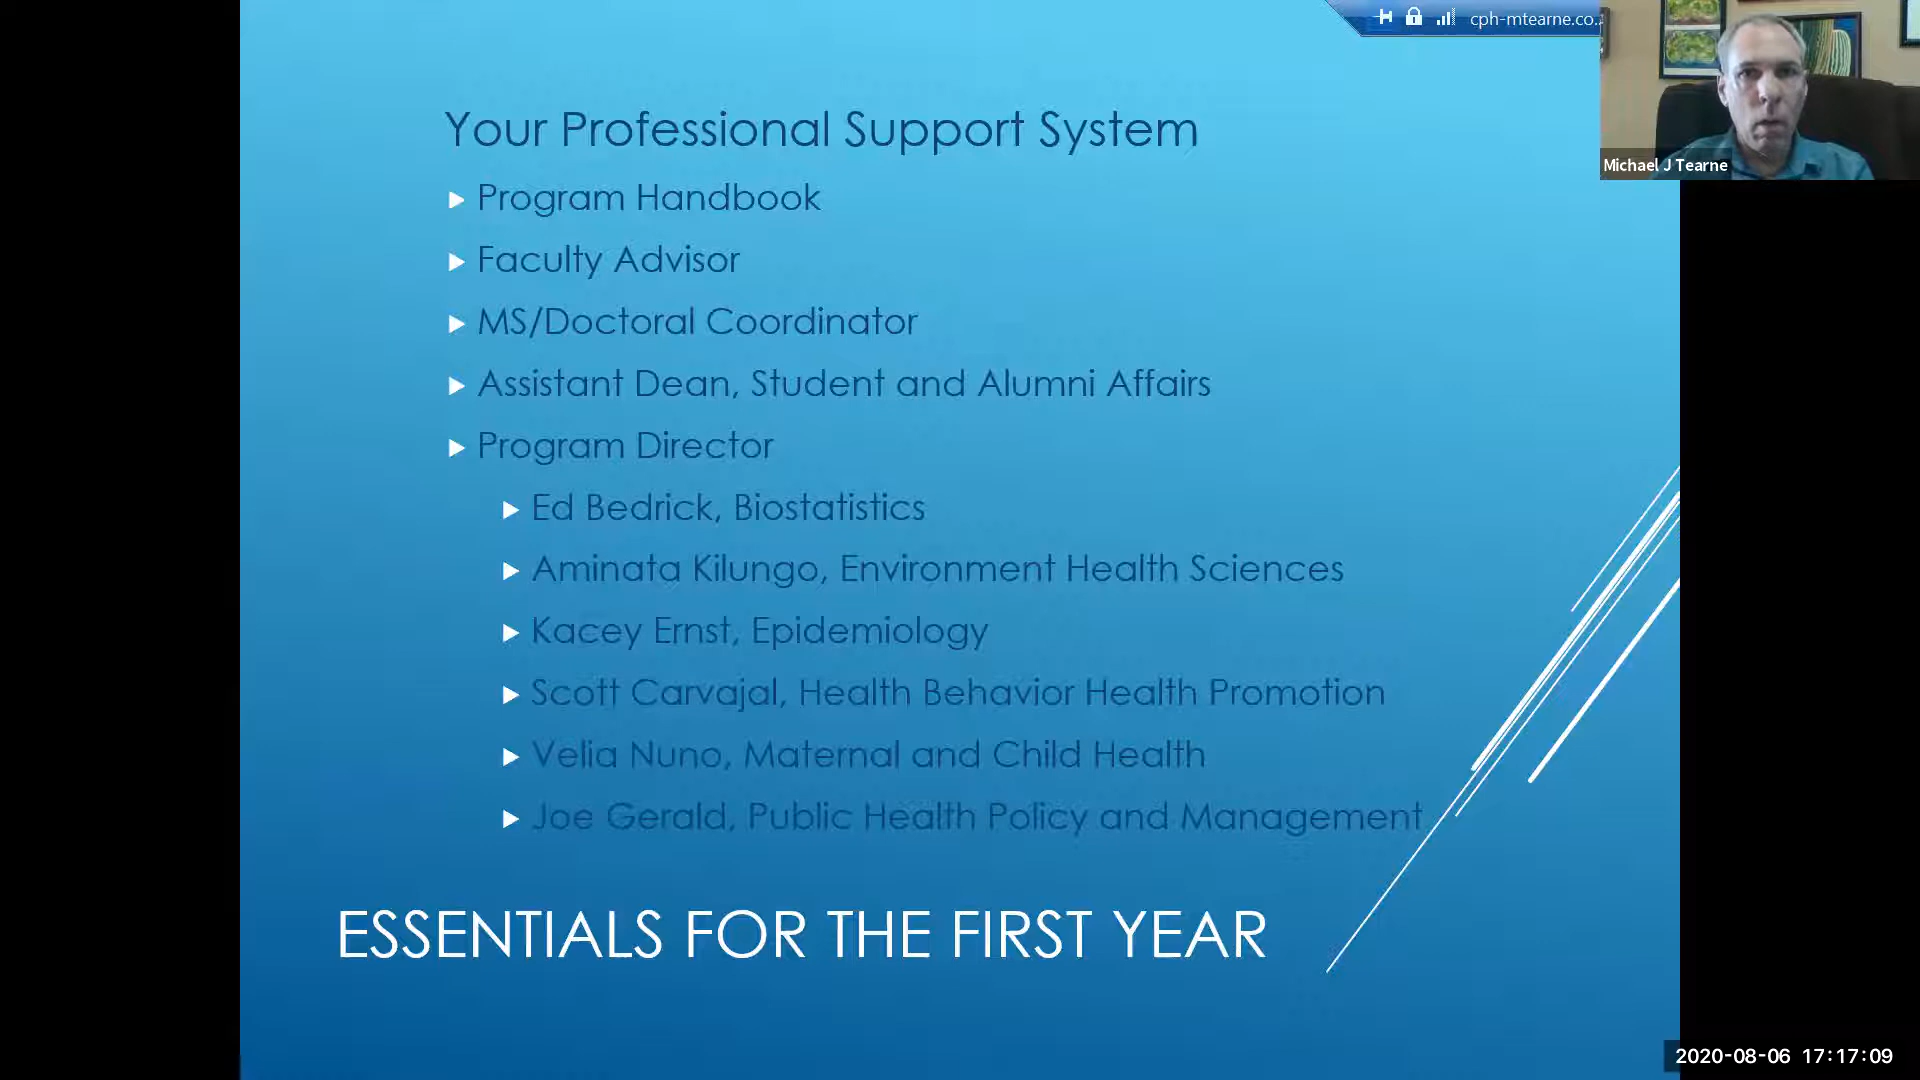 cph-mtearne.co...
Michael J Tearne
Your Professional Support System
Program Handbook
Faculty Advisor
MS/Doctoral Coordinator
Assistant Dean, Student and Alumni Affairs
Program Director
Ed Bedrick, Biostatistics
Aminata Kilungo, Environment Health Sciences
Kacey Ernst, Epidemiology
Scott Carvajal, Health Behavior Health Promotion
Velia Nuno, Maternal and Child Health
Joe Gerald, Public Health Policy and Management
ESSENTIALS FOR THE FIRST YEAR
2020-08-06 17:17:09